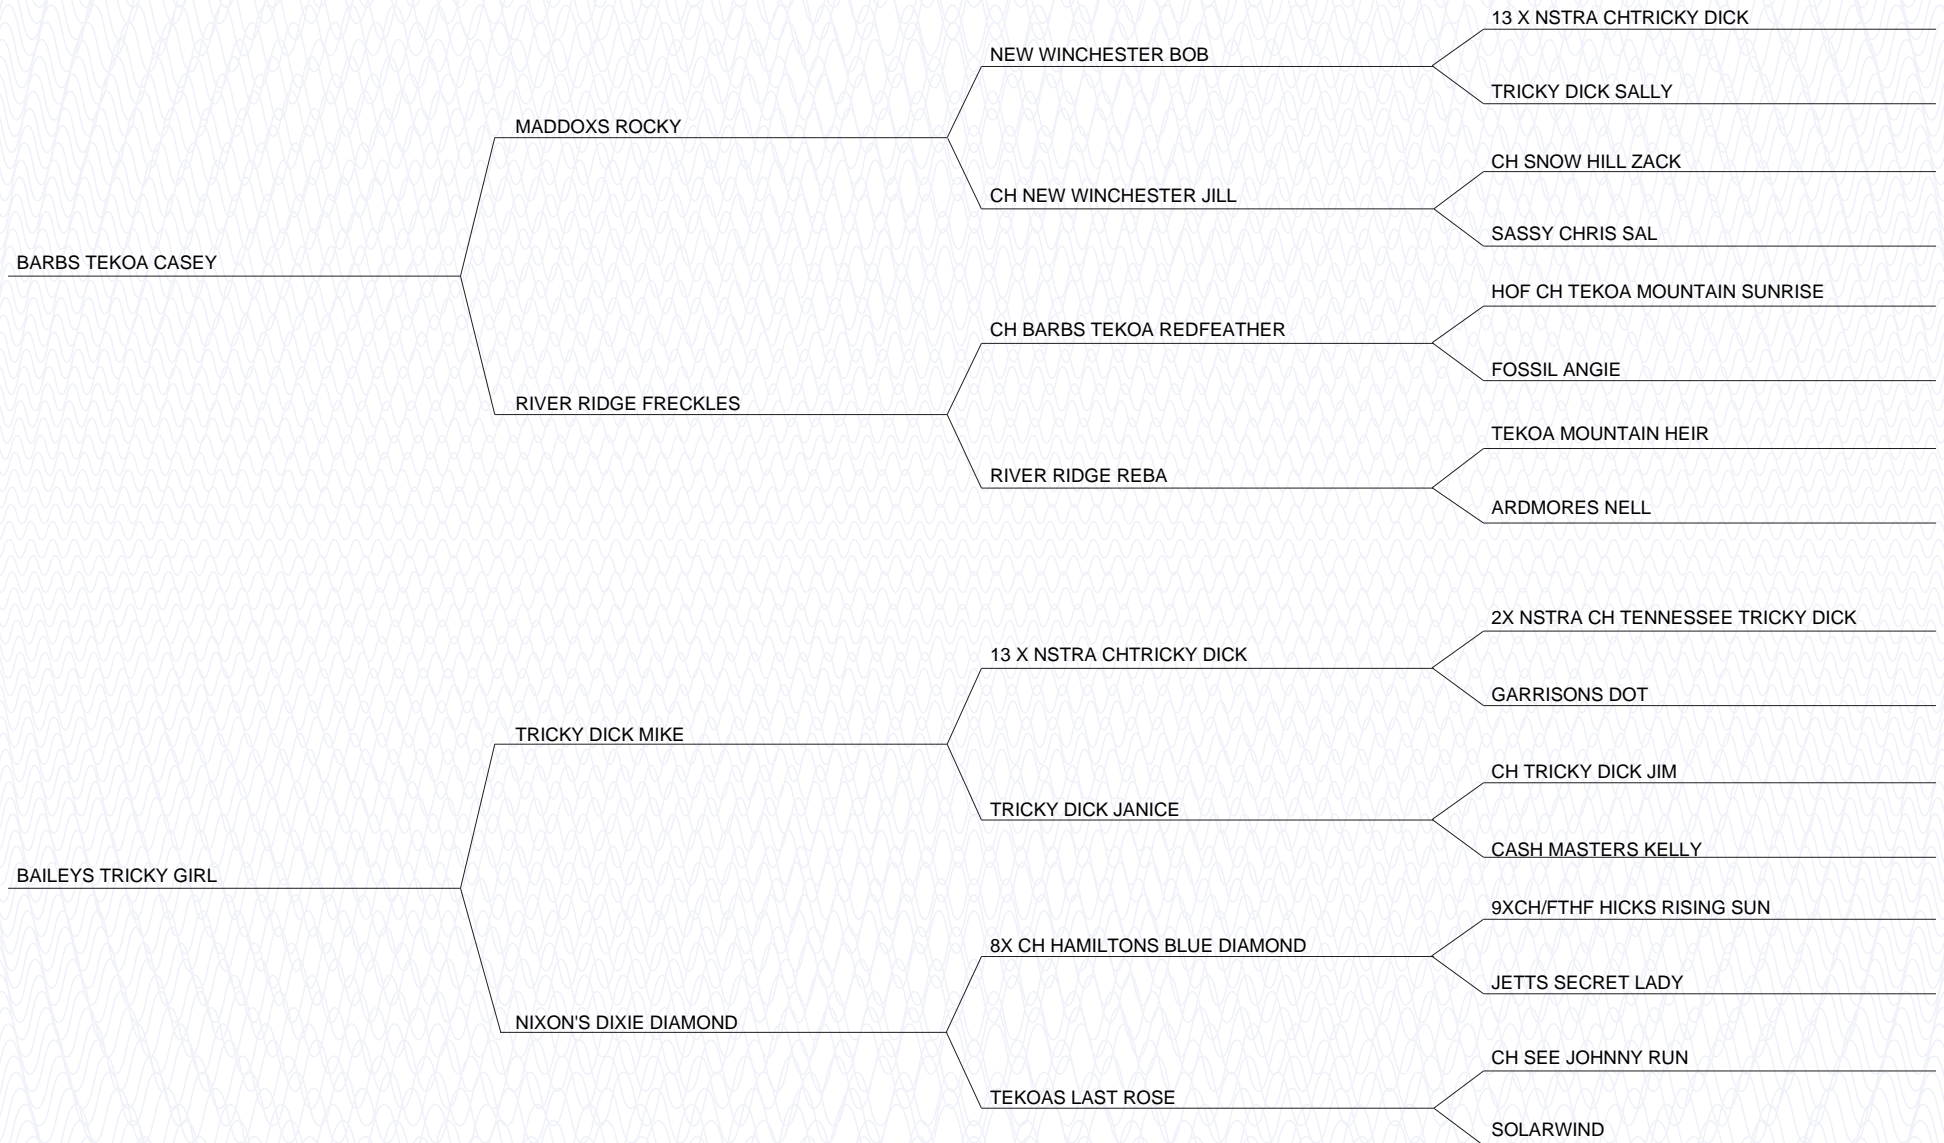 13 X NSTRA CHTRICKY DICK
NEW WINCHESTER BOB
TRICKY DICK SALLY
MADDOXS ROCKY
CH SNOW HILL ZACK
CH NEW WINCHESTER JILL
SASSY CHRIS SAL
BARBS TEKOA CASEY
HOF CH TEKOA MOUNTAIN SUNRISE
CH BARBS TEKOA REDFEATHER
FOSSIL ANGIE
RIVER RIDGE FRECKLES
TEKOA MOUNTAIN HEIR
RIVER RIDGE REBA
ARDMORES NELL
2X NSTRA CH TENNESSEE TRICKY DICK
13 X NSTRA CHTRICKY DICK
GARRISONS DOT
TRICKY DICK MIKE
CH TRICKY DICK JIM
TRICKY DICK JANICE
CASH MASTERS KELLY
BAILEYS TRICKY GIRL
9XCH/FTHF HICKS RISING SUN
8X CH HAMILTONS BLUE DIAMOND
JETTS SECRET LADY
NIXON'S DIXIE DIAMOND
CH SEE JOHNNY RUN
TEKOAS LAST ROSE
SOLARWIND